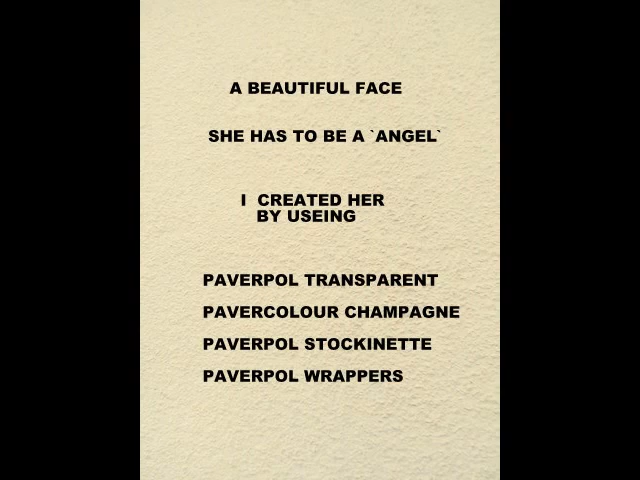 A BEAUTIFUL FACE
SHE HAS TO BE A `ANGEL`
I CREATED HER
BY USEING
PAVERPOL TRANSPARENT
PAVERCOLOUR CHAMPAGNE
PAVERPOL STOCKINETTE
PAVERPOL WRAPPERS